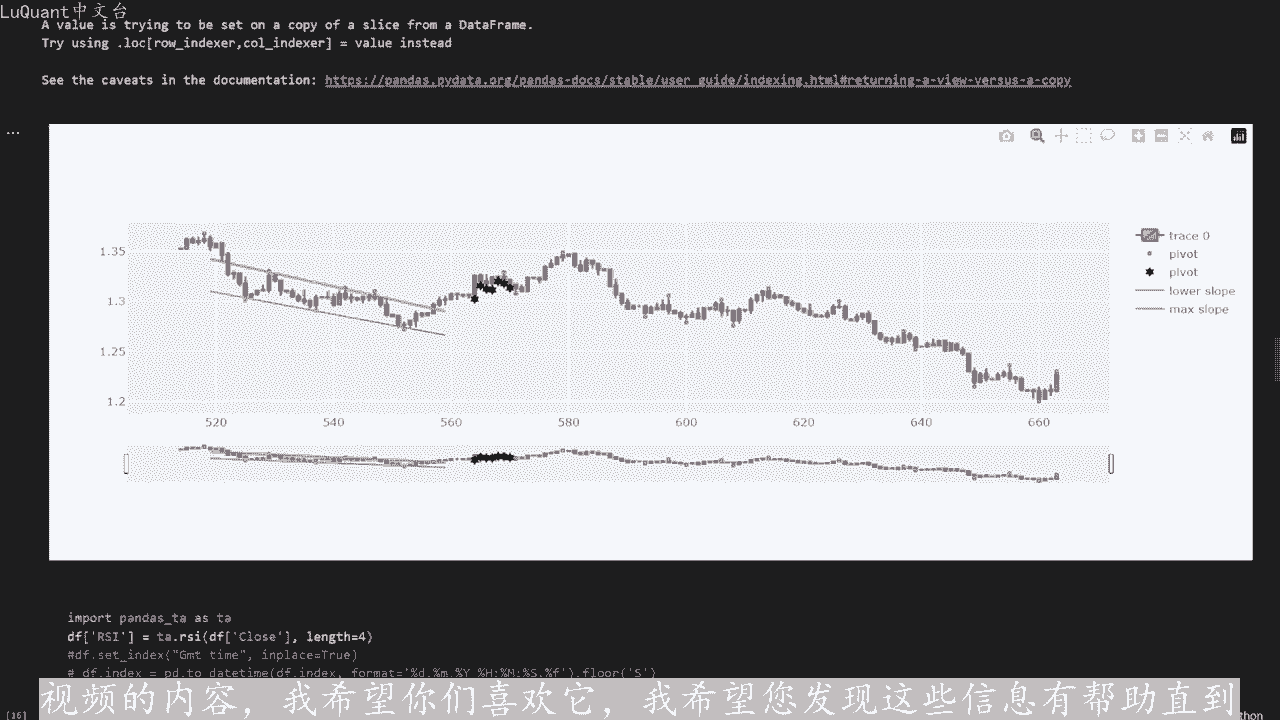 LuQuant中文台
A value is trying to be set on a copy of a slice from a DataFrame.
Try using .loc[row_indexer,col_indexer] = value instead
See the caveats in the documentation: https://pandas.pydata.org/pandas-docs/stable/user_guide/indexing.html#returning-a-view-versus-a-copy
...
trace 0
pivot
pivot
lower slope
max slope
1.35
1.3
1.25
1.2
520 540 560 580 600 620 640 660
import pandas_ta as ta
df['RSI'] = ta.rsi(df['Close'], length=4)
#df.set_index("Gmt time", inplace=True)
# df.index = pd.to_datetime(df.index, format='%d.%m.%Y %H:%M:%S.%f').floor('S')
视频的内容，我希望你们喜欢它，我希望您发现这些信息有帮助直到
[16]
thon